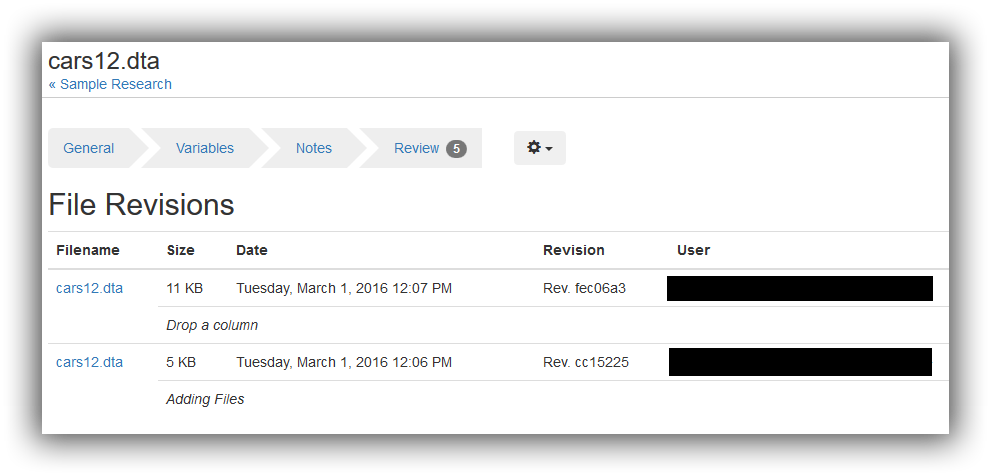 cars12.dta
« Sample Research
General Variables Notes Review 5
File Revisions
Filename Size Date Revision User
cars12.dta 11 KB Tuesday, March 1, 2016 12:07 PM Rev. fec06a3
Drop a column
cars12.dta 5 KB Tuesday, March 1, 2016 12:06 PM Rev. cc15225
Adding Files